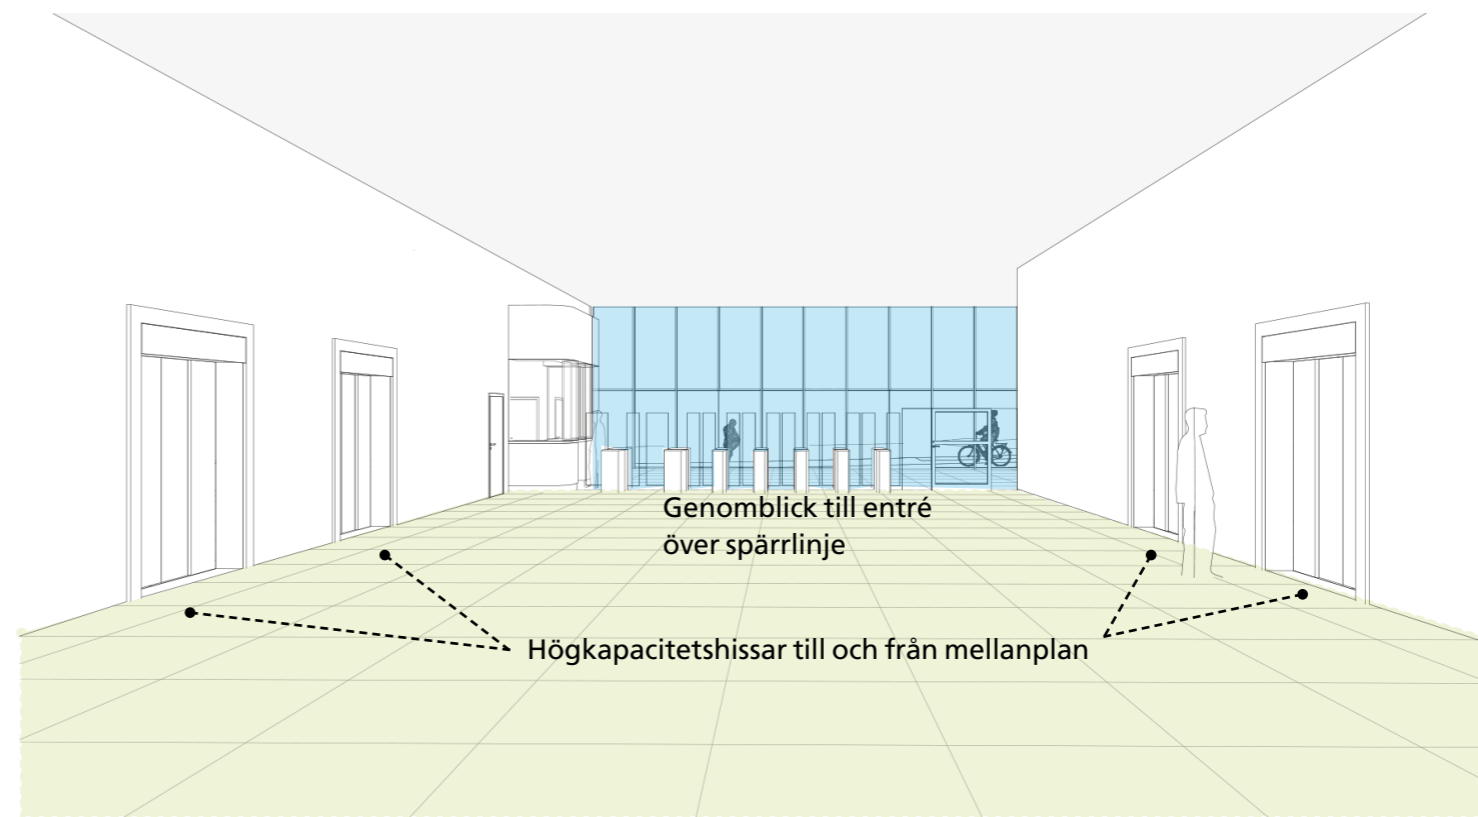 Genomblick till entré
över spärrlinje
Högkapacitetshissar till och från mellanplan